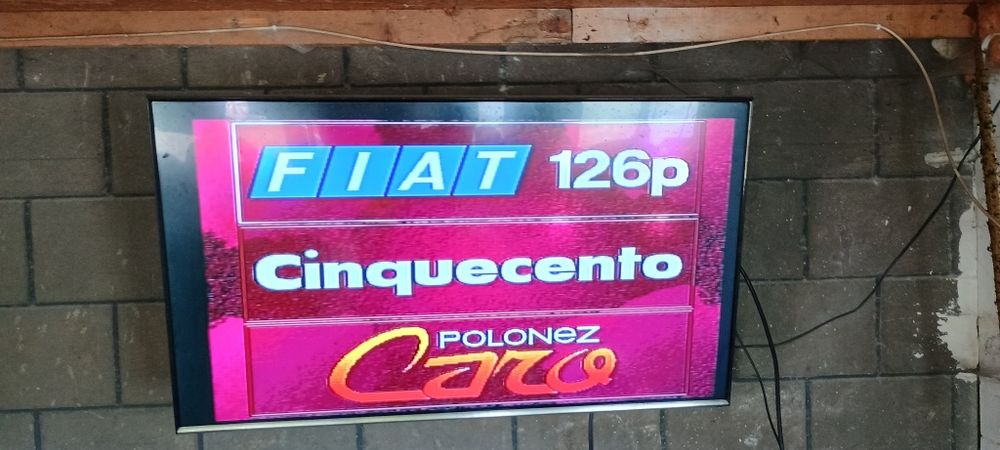 FIAT 126p
Cinquecento
POLONEZ
Caro